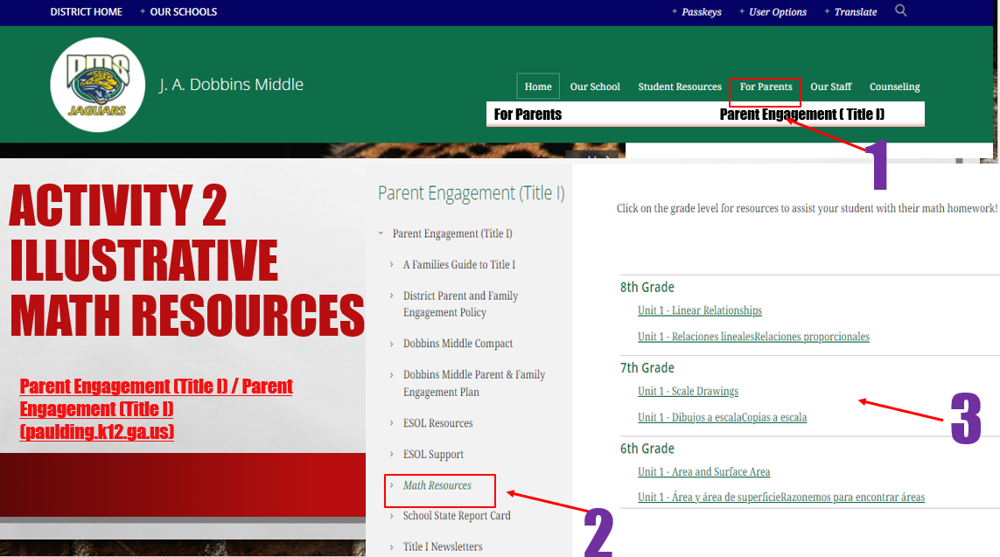 DISTRICT HOME + OUR SCHOOLS + Passkeys + User Options + Translate
DMS
JAGUARS
J. A. Dobbins Middle
Home Our School Student Resources For Parents Our Staff Counseling
For Parents Parent Engagement ( Title I)
1
ACTIVITY 2
ILLUSTRATIVE
MATH RESOURCES
Parent Engagement (Title I) / Parent
Engagement (Title I)
(paulding.k12.ga.us)
Parent Engagement (Title I)
Parent Engagement (Title I)
A Families Guide to Title I
District Parent and Family
Engagement Policy
Dobbins Middle Compact
Dobbins Middle Parent & Family
Engagement Plan
ESOL Resources
ESOL Support
Math Resources
School State Report Card
Title I Newsletters
2
Click on the grade level for resources to assist your student with their math homework!
8th Grade
Unit 1 - Linear Relationships
Unit 1 - Relaciones linealesRelaciones proporcionales
7th Grade
Unit 1 - Scale Drawings
Unit 1 - Dibujos a escalaCopias a escala
3
6th Grade
Unit 1 - Area and Surface Area
Unit 1 - Área y área de superficieRazonemos para encontrar áreas